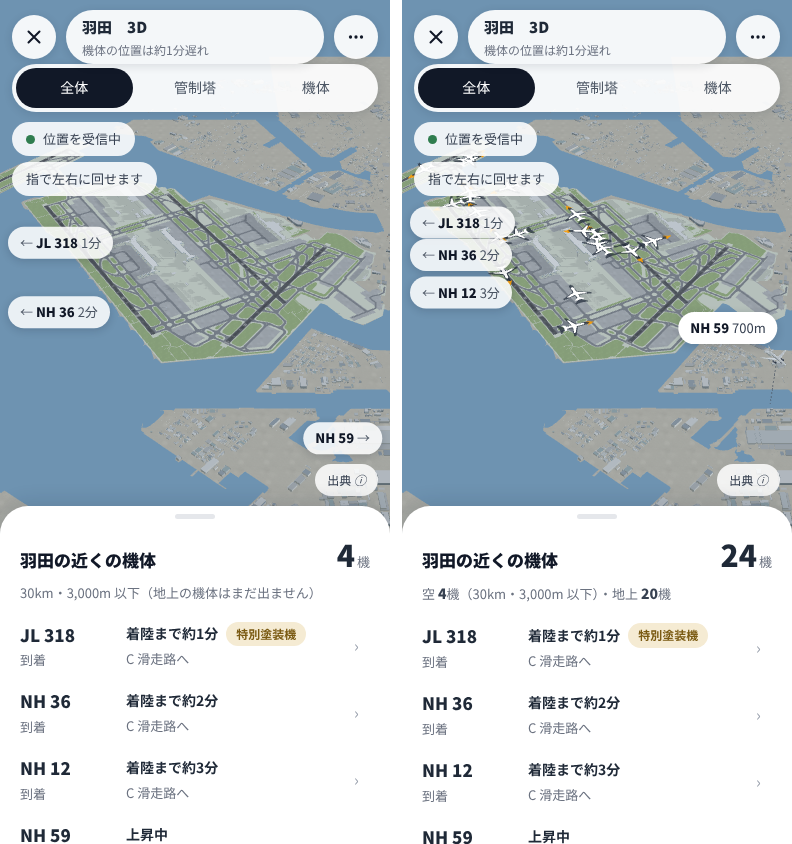 羽田 3D
機体の位置は約1分遅れ
全体 管制塔 機体
位置を受信中
指で左右に回せます
← JL 318 1分
← NH 36 2分
NH 59 →
出典 ⓘ
羽田の近くの機体 4機
30km・3,000m 以下（地上の機体はまだ出ません）
JL 318 着陸まで約1分 特別塗装機
到着 C 滑走路へ
NH 36 着陸まで約2分
到着 C 滑走路へ
NH 12 着陸まで約3分
到着 C 滑走路へ
NH 59 上昇中
羽田 3D
機体の位置は約1分遅れ
全体 管制塔 機体
位置を受信中
指で左右に回せます
← JL 318 1分
← NH 36 2分
← NH 12 3分
NH 59 700m
出典 ⓘ
羽田の近くの機体 24機
空 4機（30km・3,000m 以下）・地上 20機
JL 318 着陸まで約1分 特別塗装機
到着 C 滑走路へ
NH 36 着陸まで約2分
到着 C 滑走路へ
NH 12 着陸まで約3分
到着 C 滑走路へ
NH 59 上昇中